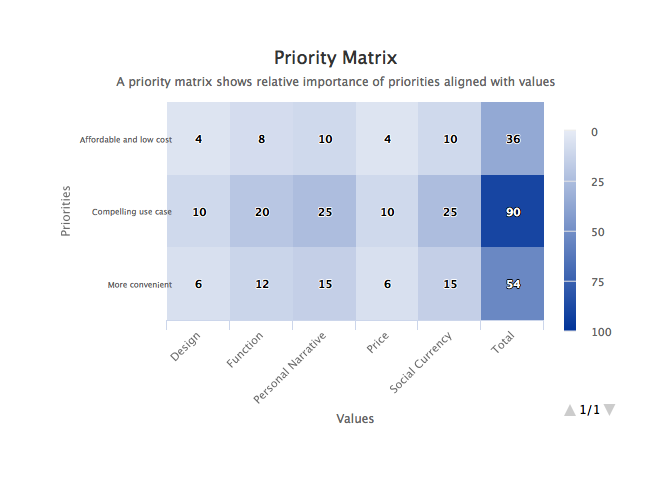 Priority Matrix
A priority matrix shows relative importance of priorities aligned with values
Priorities
Affordable and low cost 4 8 10 4 10 36
Compelling use case 10 20 25 10 25 90
More convenient 6 12 15 6 15 54
Design Function Personal Narrative Price Social Currency Total
Values
0
25
50
75
100
1/1